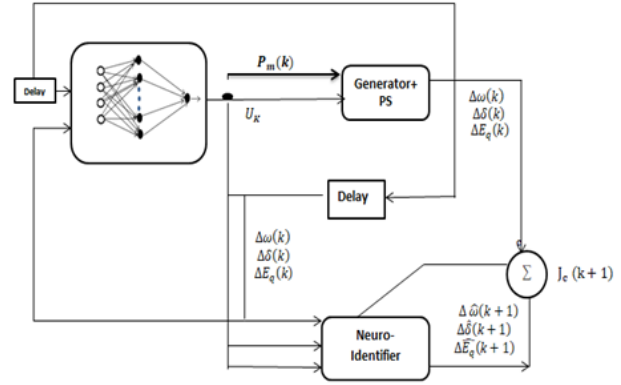 Delay
P_m(k)
U_K
Generator+
PS
Δω(k)
Δδ(k)
ΔE_q(k)
Delay
Δω(k)
Δδ(k)
ΔE_q(k)
Σ
J_c (k + 1)
Neuro-
Identifier
Δ ω̂(k + 1)
Δδ̂(k + 1)
ΔÊ_q(k + 1)